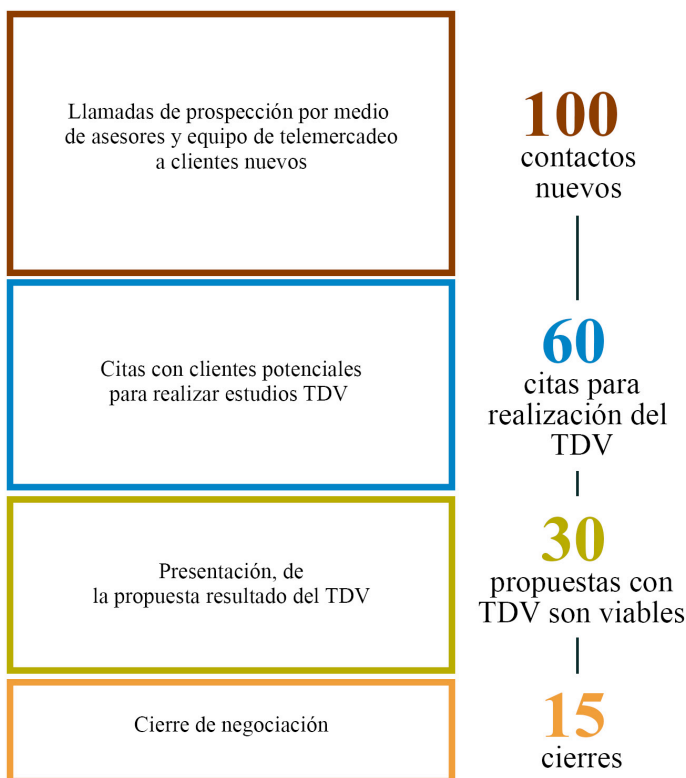 Llamadas de prospección por medio
de asesores y equipo de telemercadeo
a clientes nuevos
100
contactos
nuevos
Citas con clientes potenciales
para realizar estudios TDV
60
citas para
realización del
TDV
Presentación, de
la propuesta resultado del TDV
30
propuestas con
TDV son viables
Cierre de negociación
15
cierres